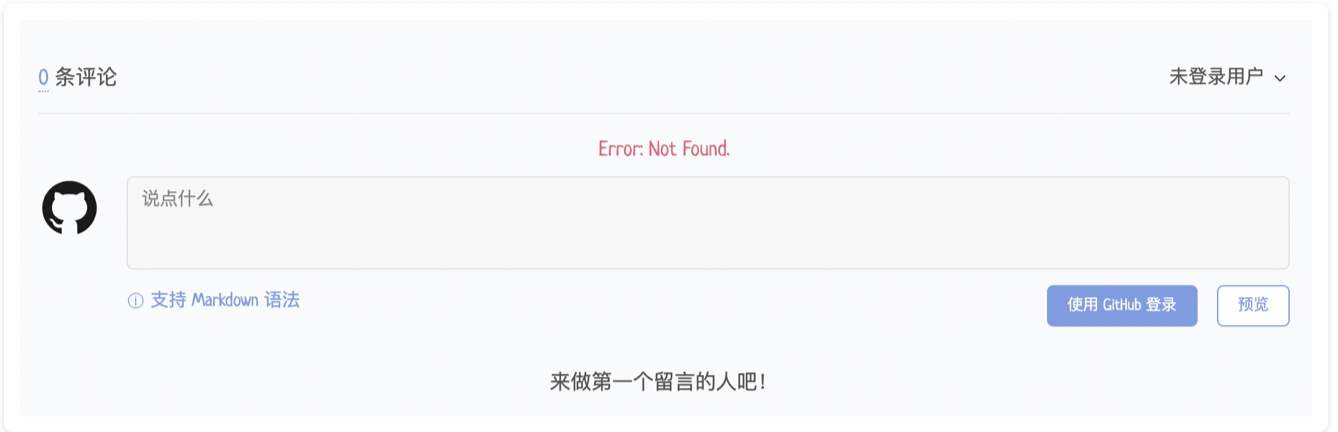 0 条评论
未登录用户
Error: Not Found.
说点什么
支持 Markdown 语法
使用 GitHub 登录
预览
来做第一个留言的人吧！